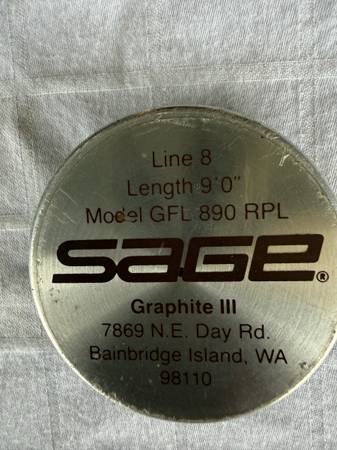 Line 8
Length 9'0"
Model GFL 890 RPL
SAGE®
Graphite III
7869 N.E. Day Rd.
Bainbridge Island, WA
98110